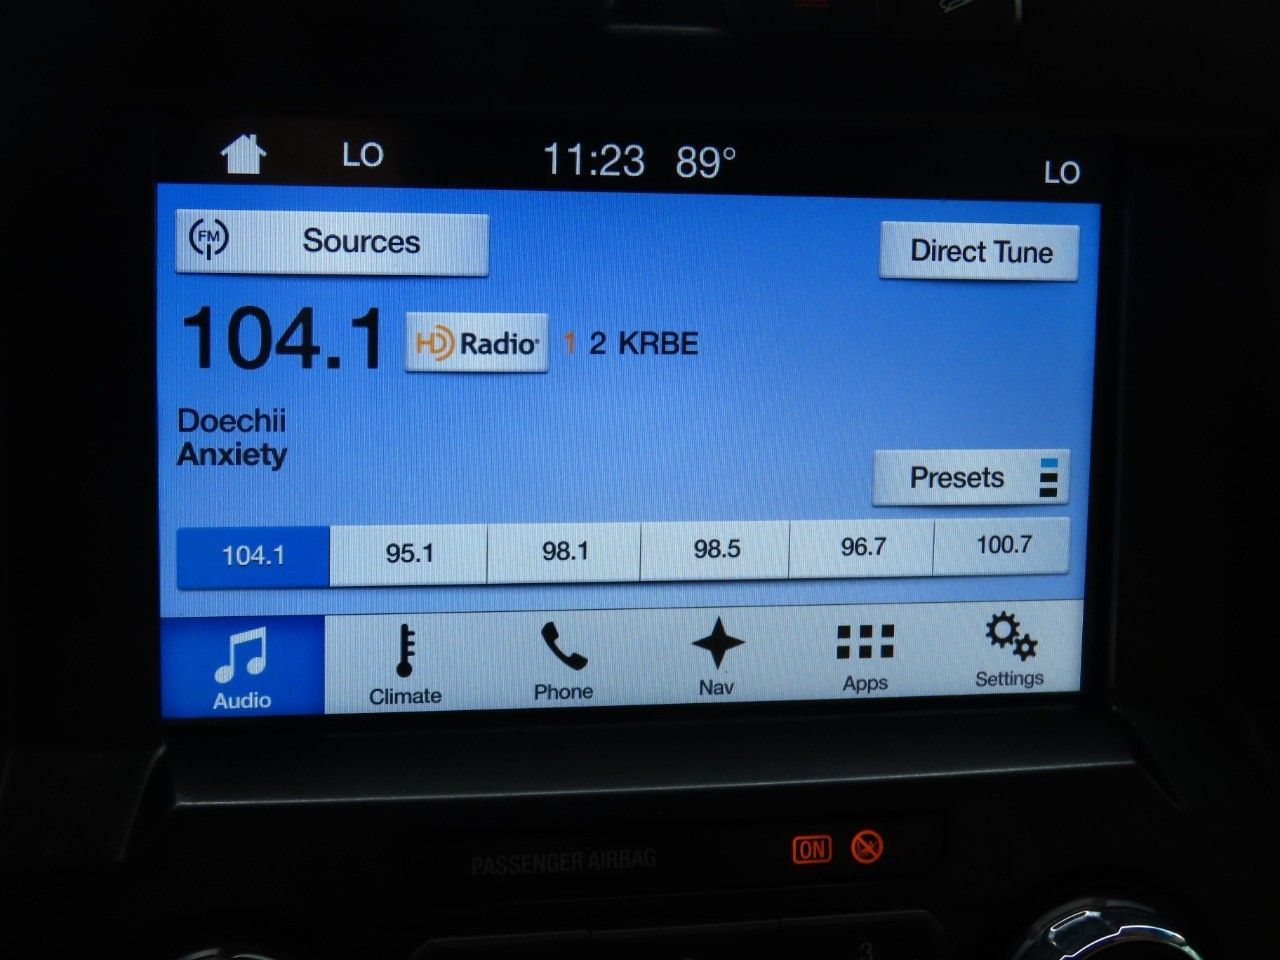 LO 11:23 89° LO
FM Sources Direct Tune
104.1 HD Radio 1 2 KRBE
Doechii
Anxiety
Presets
104.1 95.1 98.1 98.5 96.7 100.7
Audio Climate Phone Nav Apps Settings
PASSENGER AIRBAG ON
3